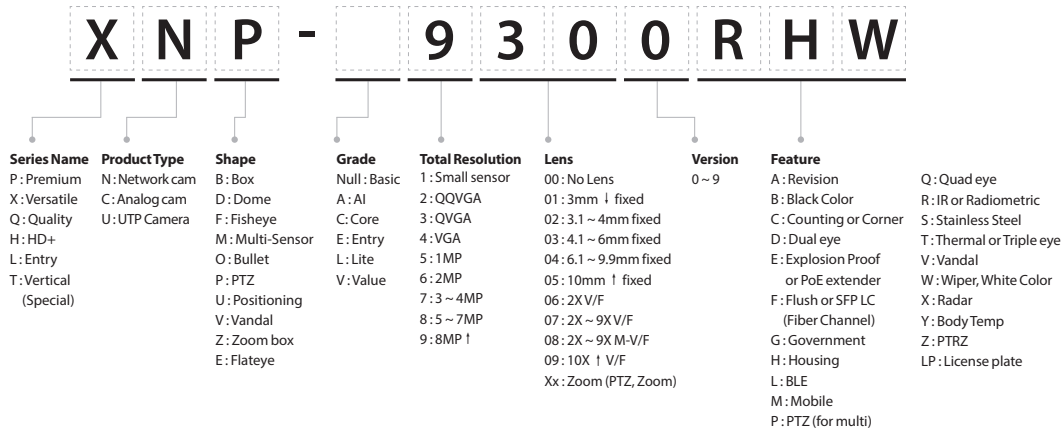 XNP- 9300RHW
Series Name
P : Premium
X : Versatile
Q : Quality
H : HD+
L : Entry
T : Vertical
(Special)
Product Type
N : Network cam
C : Analog cam
U : UTP Camera
Shape
B : Box
D : Dome
F : Fisheye
M : Multi-Sensor
O : Bullet
P : PTZ
U : Positioning
V : Vandal
Z : Zoom box
E : Flateye
Grade
Null : Basic
A : AI
C : Core
E : Entry
L : Lite
V : Value
Total Resolution
1 : Small sensor
2 : QQVGA
3 : QVGA
4 : VGA
5 : 1MP
6 : 2MP
7 : 3 ~ 4MP
8 : 5 ~ 7MP
9 : 8MP ↑
Lens
00 : No Lens
01 : 3mm ↓ fixed
02 : 3.1 ~ 4mm fixed
03 : 4.1 ~ 6mm fixed
04 : 6.1 ~ 9.9mm fixed
05 : 10mm ↑ fixed
06 : 2X V/F
07 : 2X ~ 9X V/F
08 : 2X ~ 9X M-V/F
09 : 10X ↑ V/F
Xx : Zoom (PTZ, Zoom)
Version
0 ~ 9
Feature
A : Revision
B : Black Color
C : Counting or Corner
D : Dual eye
E : Explosion Proof
or PoE extender
F : Flush or SFP LC
(Fiber Channel)
G : Government
H : Housing
L : BLE
M : Mobile
P : PTZ (for multi)
Q : Quad eye
R : IR or Radiometric
S : Stainless Steel
T : Thermal or Triple eye
V : Vandal
W : Wiper, White Color
X : Radar
Y : Body Temp
Z : PTRZ
LP : License plate